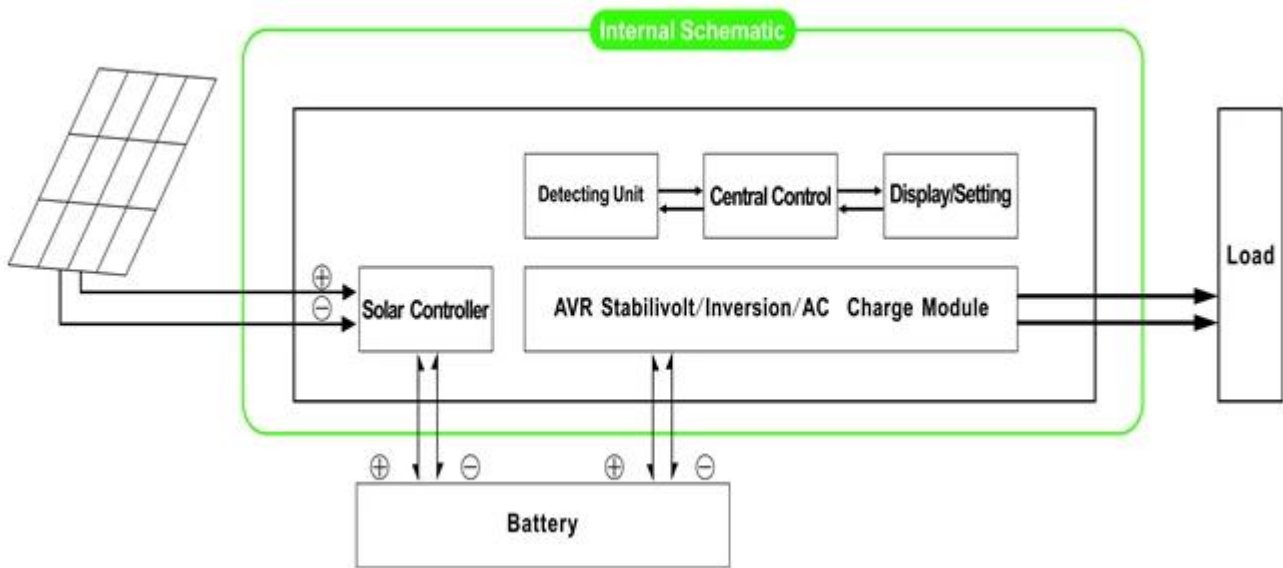 Internal Schematic
Detecting Unit
Central Control
Display/Setting
Load
⊕
⊖
Solar Controller
AVR Stabilivolt/Inversion/AC Charge Module
⊕ ⊖ ⊕ ⊖
Battery